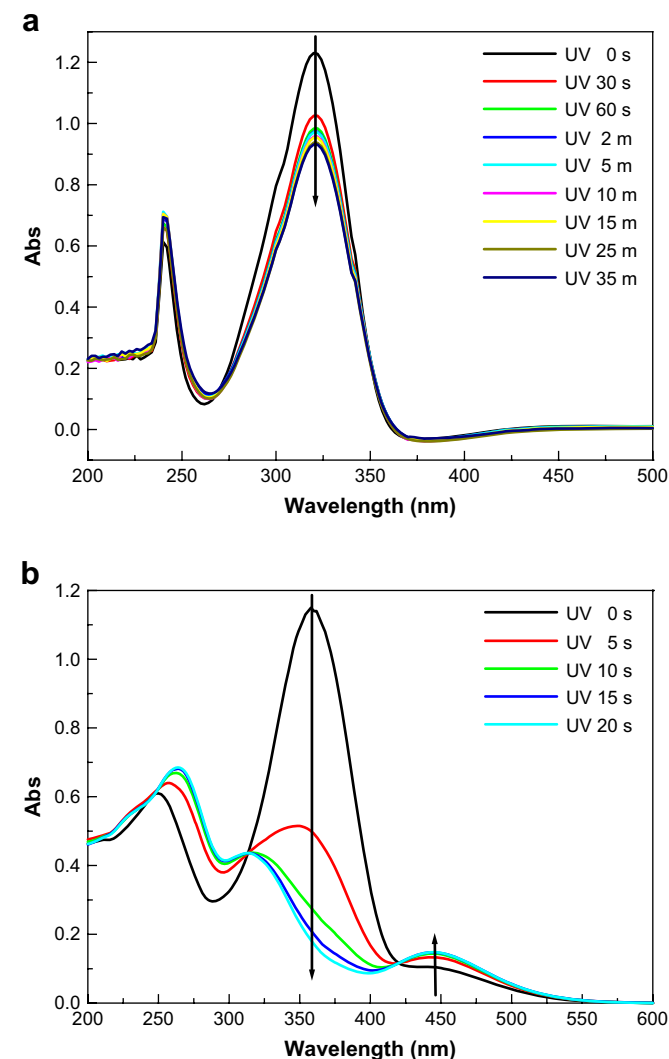 a
1.2
1.0
0.8
0.6
0.4
0.2
0.0
Abs
UV 0 s
UV 30 s
UV 60 s
UV 2 m
UV 5 m
UV 10 m
UV 15 m
UV 25 m
UV 35 m
200 250 300 350 400 450 500
Wavelength (nm)
b
1.2
1.0
0.8
0.6
0.4
0.2
0.0
Abs
UV 0 s
UV 5 s
UV 10 s
UV 15 s
UV 20 s
200 250 300 350 400 450 500 550 600
Wavelength (nm)